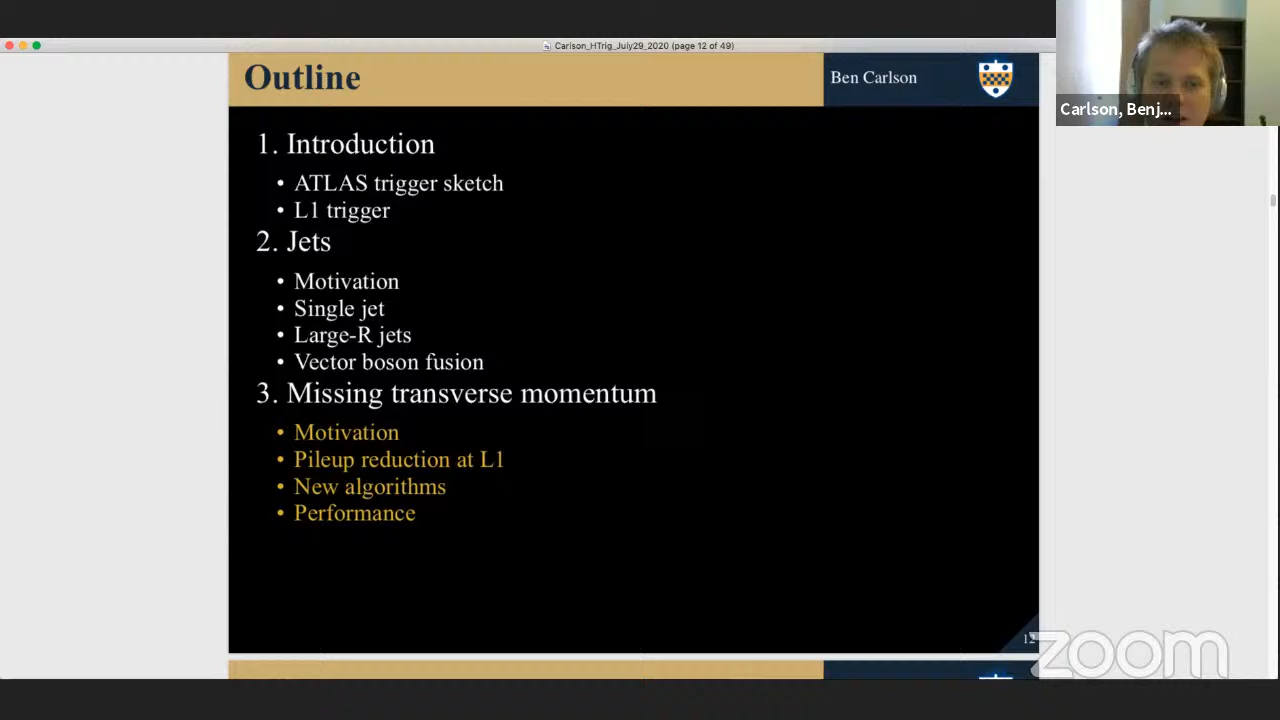 Carlson_HTrig_July29_2020 (page 12 of 49)
Outline
Ben Carlson
Carlson, Benj...
1. Introduction
• ATLAS trigger sketch
• L1 trigger
2. Jets
• Motivation
• Single jet
• Large-R jets
• Vector boson fusion
3. Missing transverse momentum
• Motivation
• Pileup reduction at L1
• New algorithms
• Performance
12
zoom